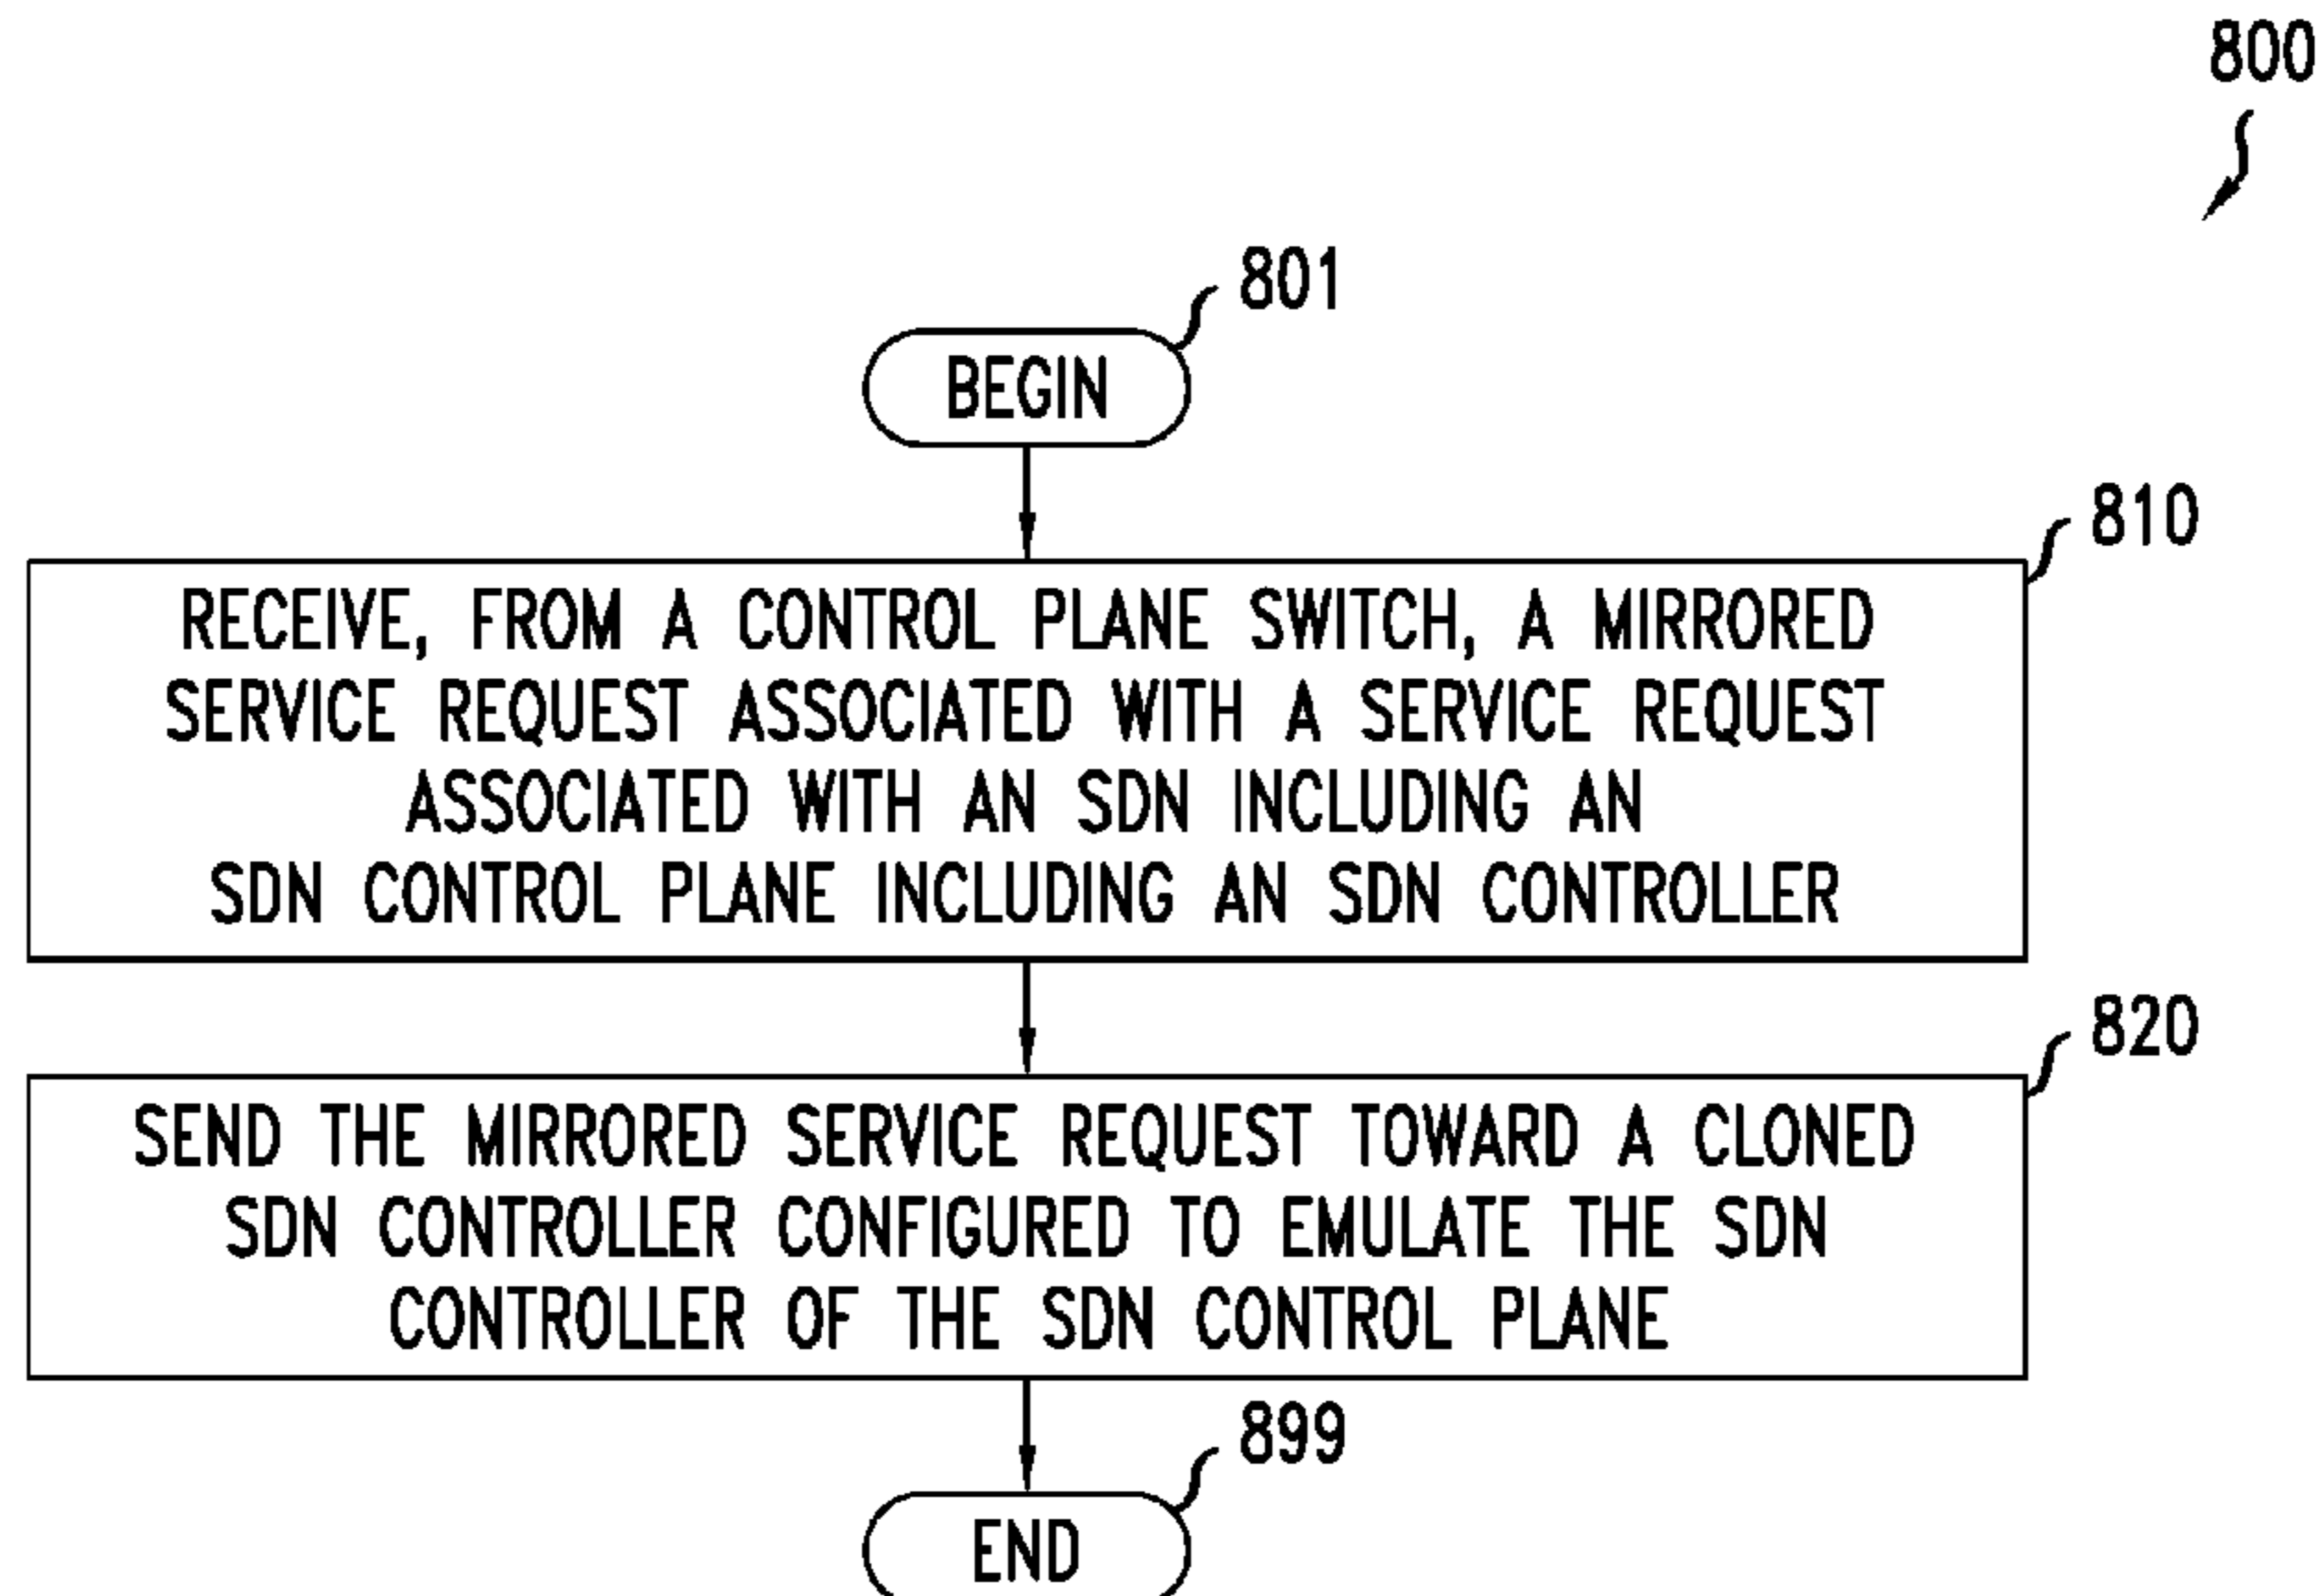 800
801
BEGIN
810
RECEIVE, FROM A CONTROL PLANE SWITCH, A MIRRORED
SERVICE REQUEST ASSOCIATED WITH A SERVICE REQUEST
ASSOCIATED WITH AN SDN INCLUDING AN
SDN CONTROL PLANE INCLUDING AN SDN CONTROLLER
820
SEND THE MIRRORED SERVICE REQUEST TOWARD A CLONED
SDN CONTROLLER CONFIGURED TO EMULATE THE SDN
CONTROLLER OF THE SDN CONTROL PLANE
899
END